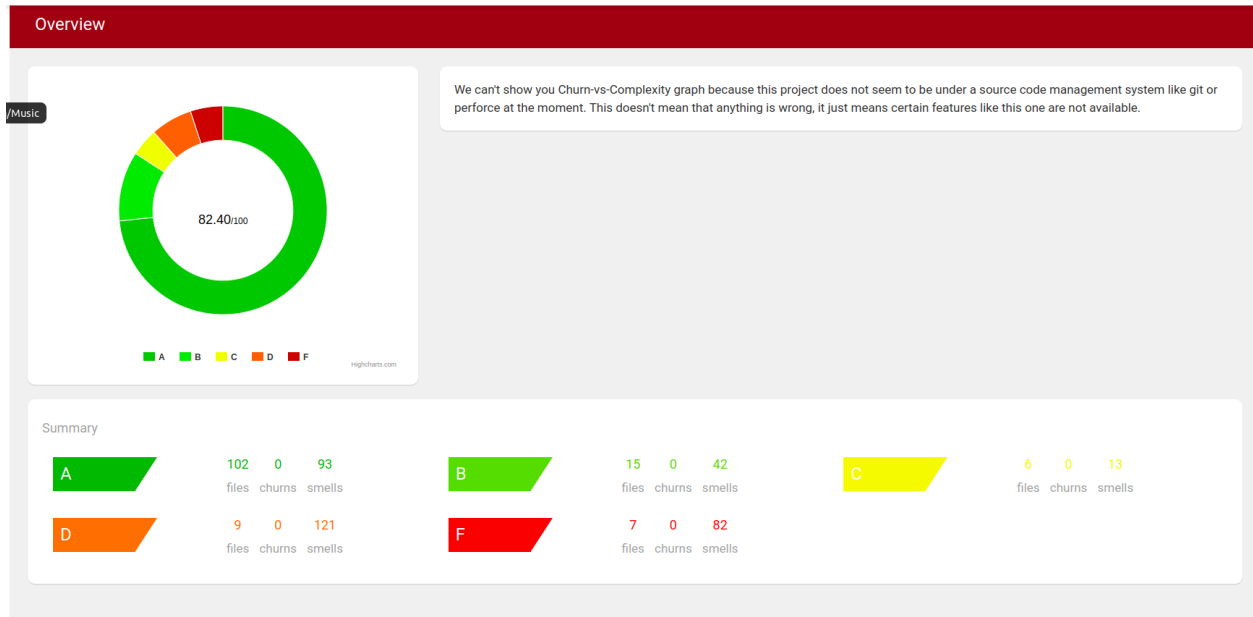 Overview
/Music
We can't show you Churn-vs-Complexity graph because this project does not seem to be under a source code management system like git or
perforce at the moment. This doesn't mean that anything is wrong, it just means certain features like this one are not available.
82.40/100
A B C D F
Highcharts.com
Summary
A 102 0 93
files churns smells
B 15 0 42
files churns smells
C 6 0 13
files churns smells
D 9 0 121
files churns smells
F 7 0 82
files churns smells